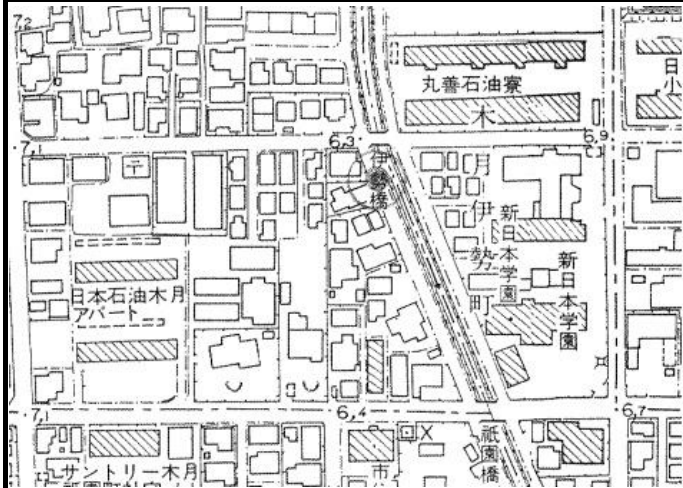 7,2
丸善石油寮
日
小
木
7,1
6,3
6,9
伊勢橋
月
伊
勢
町
新日本学園
新日本学園
日本石油木月
アパート
7,1
6,4
6,7
祇園橋
サントリー木月
市